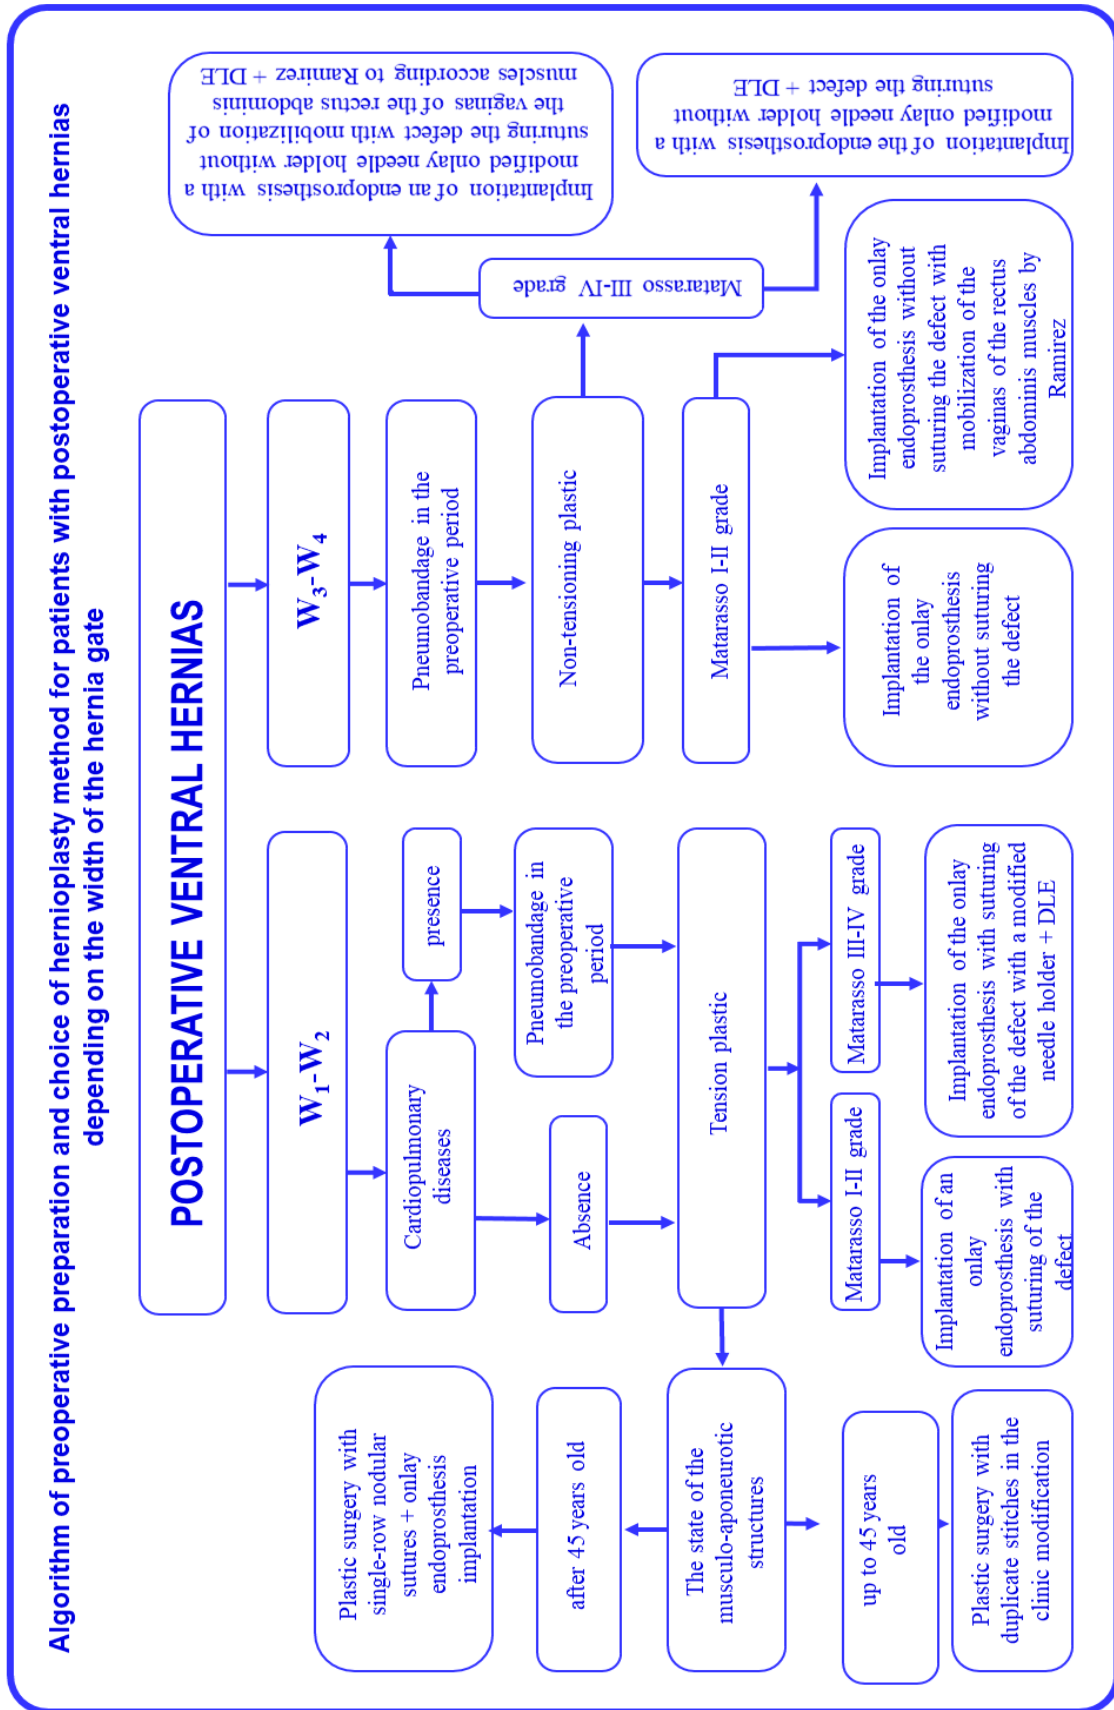 Algorithm of preoperative preparation and choice of hernioplasty method for patients with postoperative ventral hernias
depending on the width of the hernia gate
POSTOPERATIVE VENTRAL HERNIAS
W₁-W₂
Cardiopulmonary
diseases
presence
Pneumobandage in
the preoperative
period
Absence
Tension plastic
The state of the
musculo-aponeurotic
structures
after 45 years old
Plastic surgery with
single-row nodular
sutures + onlay
endoprosthesis
implantation
up to 45 years
old
Plastic surgery with
duplicate stitches in the
clinic modification
Matarasso I-II grade
Implantation of an
onlay
endoprosthesis with
suturing of the
defect
Matarasso III-IV grade
Implantation of the onlay
endoprosthesis with suturing
of the defect with a modified
needle holder + DLE
W₃-W₄
Pneumobandage in the
preoperative period
Non-tensioning plastic
Matarasso I-II grade
Implantation of
the onlay
endoprosthesis
without suturing
the defect
Implantation of the onlay
endoprosthesis without
suturing the defect with
mobilization of the
vaginas of the rectus
abdominis muscles by
Ramirez
Matarasso III-IV grade
Implantation of an endoprosthesis with a
modified onlay needle holder without
suturing the defect with mobilization of
the vaginas of the rectus abdominis
muscles according to Ramirez + DLE
Implantation of the endoprosthesis with a
modified onlay needle holder without
suturing the defect + DLE